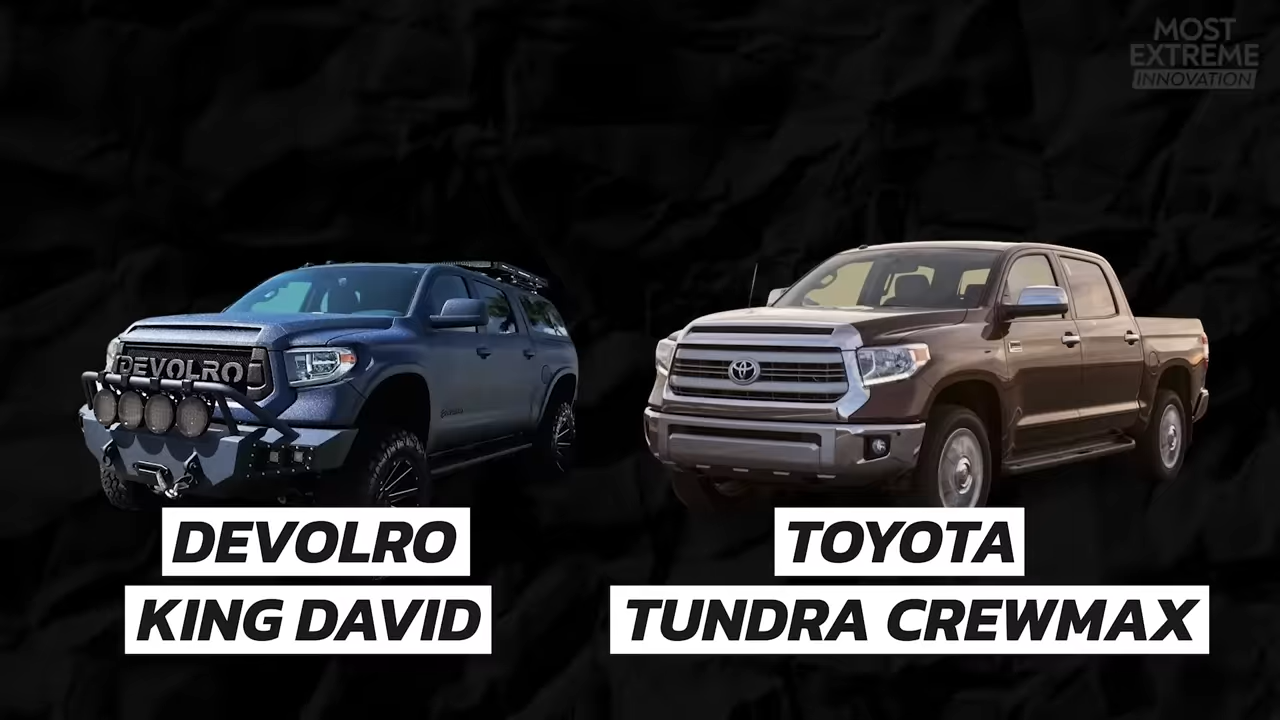 MOST
EXTREME
INNOVATION
DEVOLRO
DEVOLRO
KING DAVID
TOYOTA
TUNDRA CREWMAX